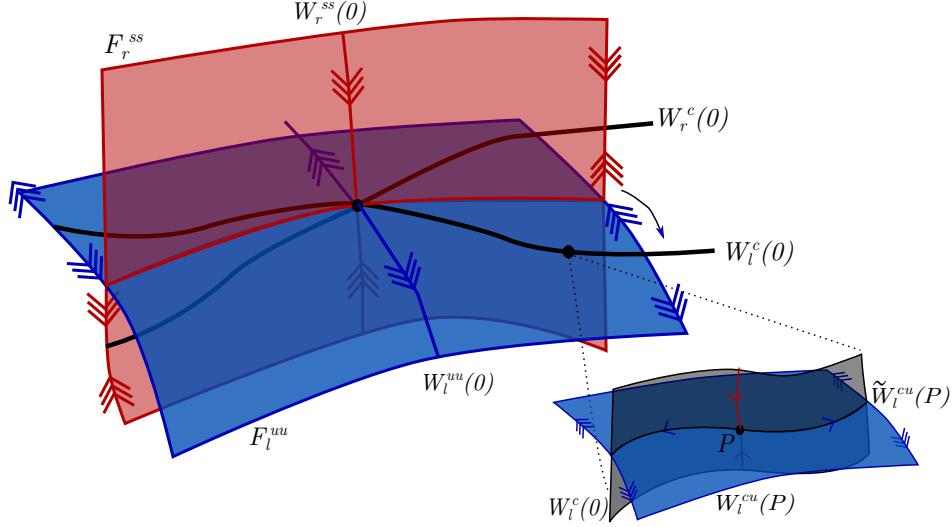 W_r^{ss}(0)
F_r^{ss}
W_r^c(0)
W_l^c(0)
W_l^{uu}(0)
F_l^{uu}
W̃_l^{cu}(P)
P
W_l^c(0)
W_l^{cu}(P)